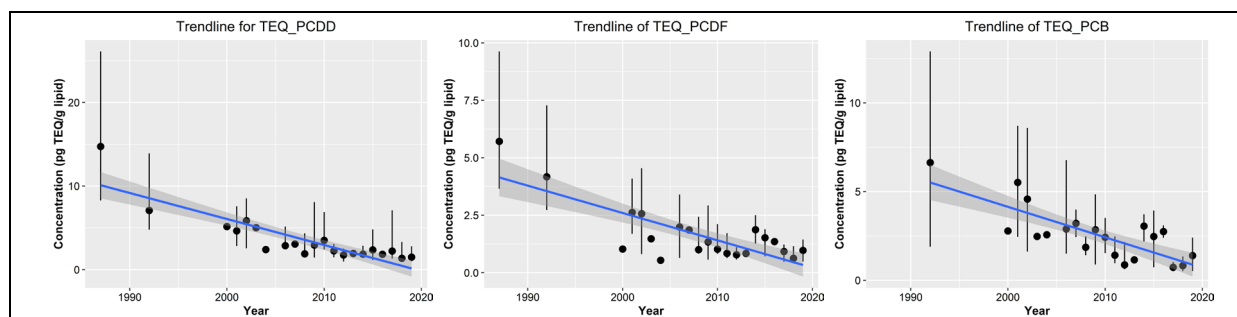 Trendline for TEQ_PCDD
Concentration (pg TEQ/g lipid)
20
10
0
1990
2000
2010
2020
Year
Trendline of TEQ_PCDF
Concentration (pg TEQ/g lipid)
10.0
7.5
5.0
2.5
0.0
1990
2000
2010
2020
Year
Trendline of TEQ_PCB
Concentration (pg TEQ/g lipid)
10
5
0
1990
2000
2010
2020
Year